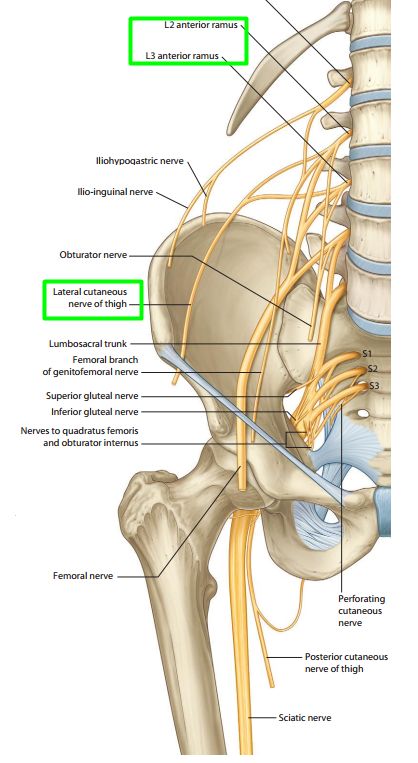 L2 anterior ramus
L3 anterior ramus
Iliohypogastric nerve
Ilio-inguinal nerve
Obturator nerve
Lateral cutaneous
nerve of thigh
Lumbosacral trunk
Femoral branch
of genitofemoral nerve
Superior gluteal nerve
Inferior gluteal nerve
Nerves to quadratus femoris
and obturator internus
S1
S2
S3
Femoral nerve
Perforating
cutaneous
nerve
Posterior cutaneous
nerve of thigh
Sciatic nerve